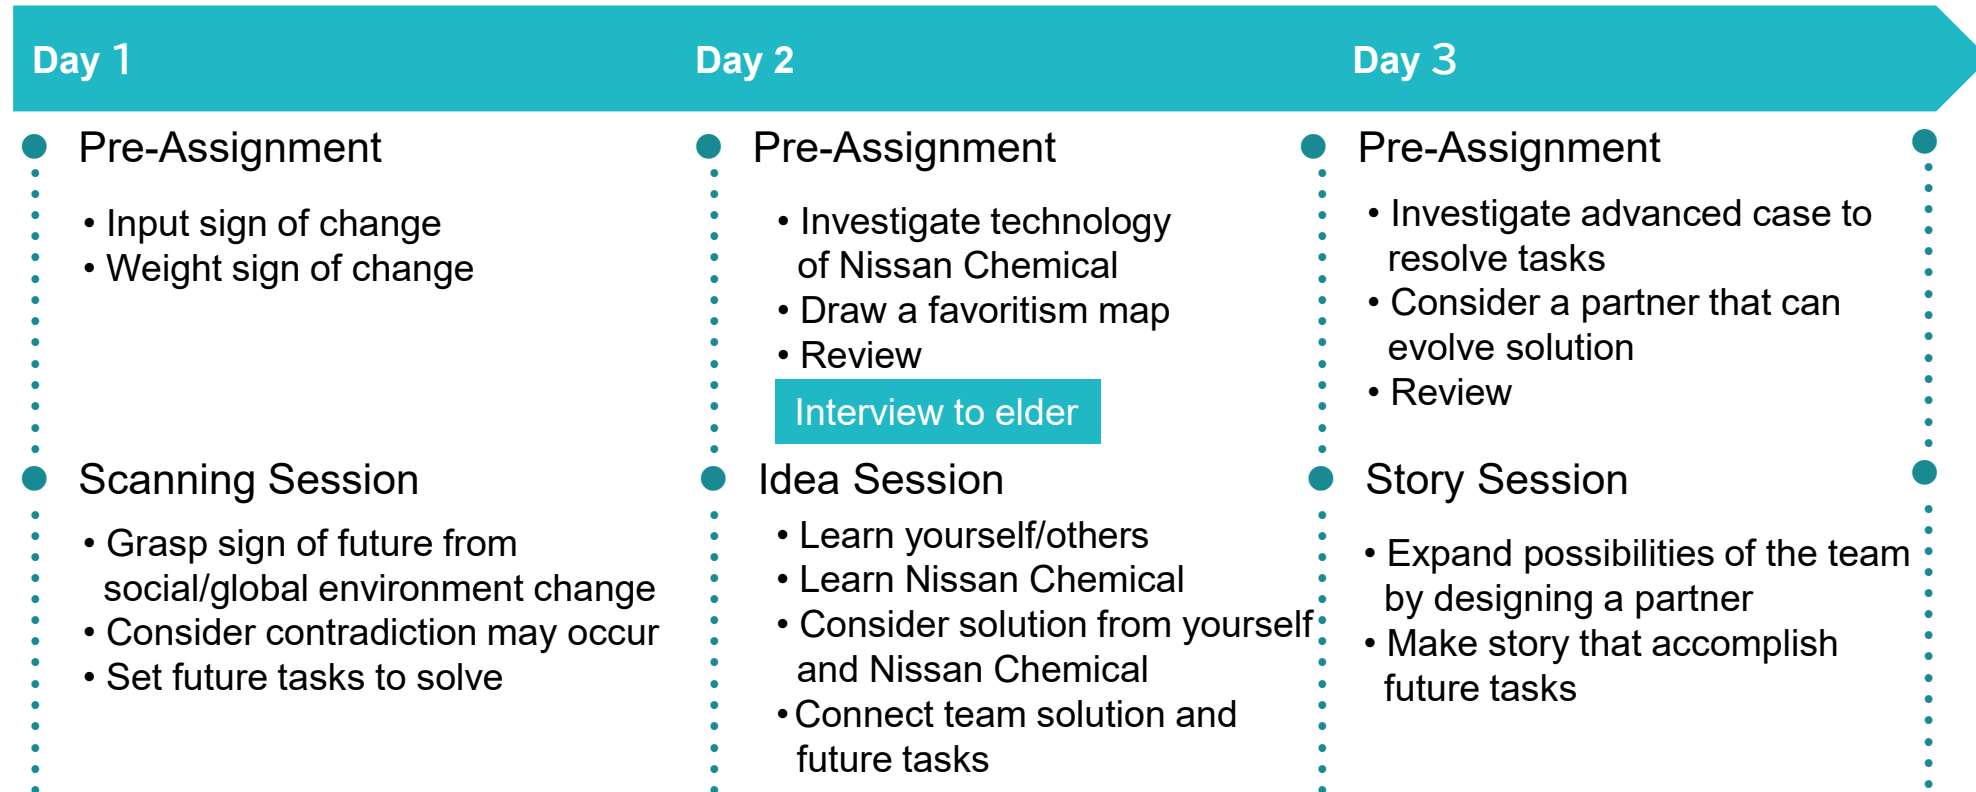 Day 1
Pre-Assignment
• Input sign of change
• Weight sign of change
Scanning Session
• Grasp sign of future from
social/global environment change
• Consider contradiction may occur
• Set future tasks to solve
Day 2
Pre-Assignment
• Investigate technology
of Nissan Chemical
• Draw a favoritism map
• Review
Interview to elder
Idea Session
• Learn yourself/others
• Learn Nissan Chemical
• Consider solution from yourself
and Nissan Chemical
• Connect team solution and
future tasks
Day 3
Pre-Assignment
• Investigate advanced case to
resolve tasks
• Consider a partner that can
evolve solution
• Review
Story Session
• Expand possibilities of the team
by designing a partner
• Make story that accomplish
future tasks